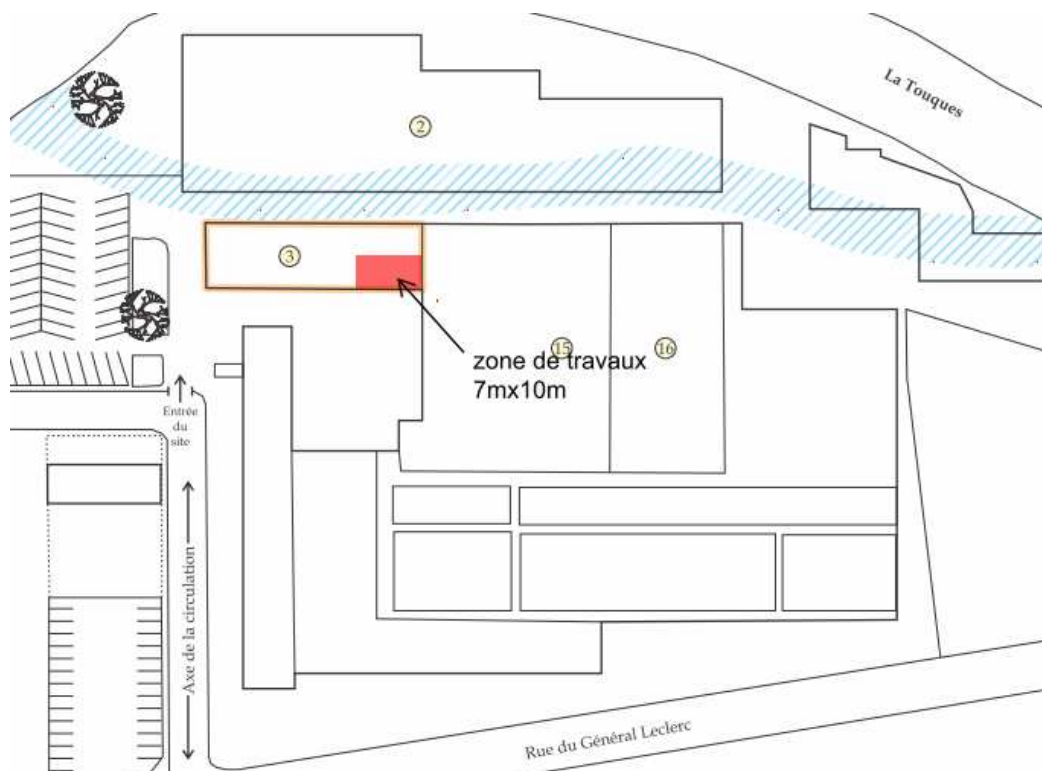 La Touques
2
3
15
16
zone de travaux
7mx10m
Entrée
du
site
Axe de la circulation
Rue du Général Leclerc